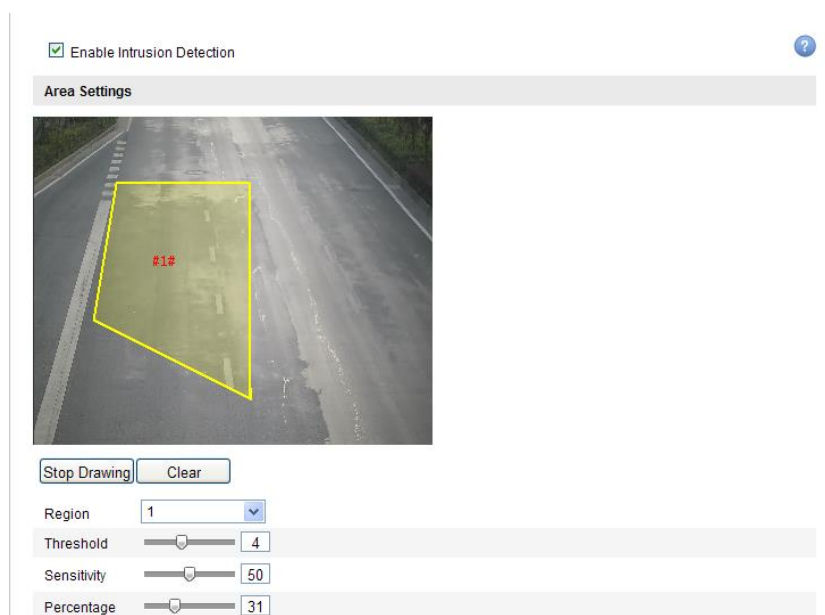 Enable Intrusion Detection
?
Area Settings
#1#
Stop Drawing Clear
Region 1
Threshold 4
Sensitivity 50
Percentage 31